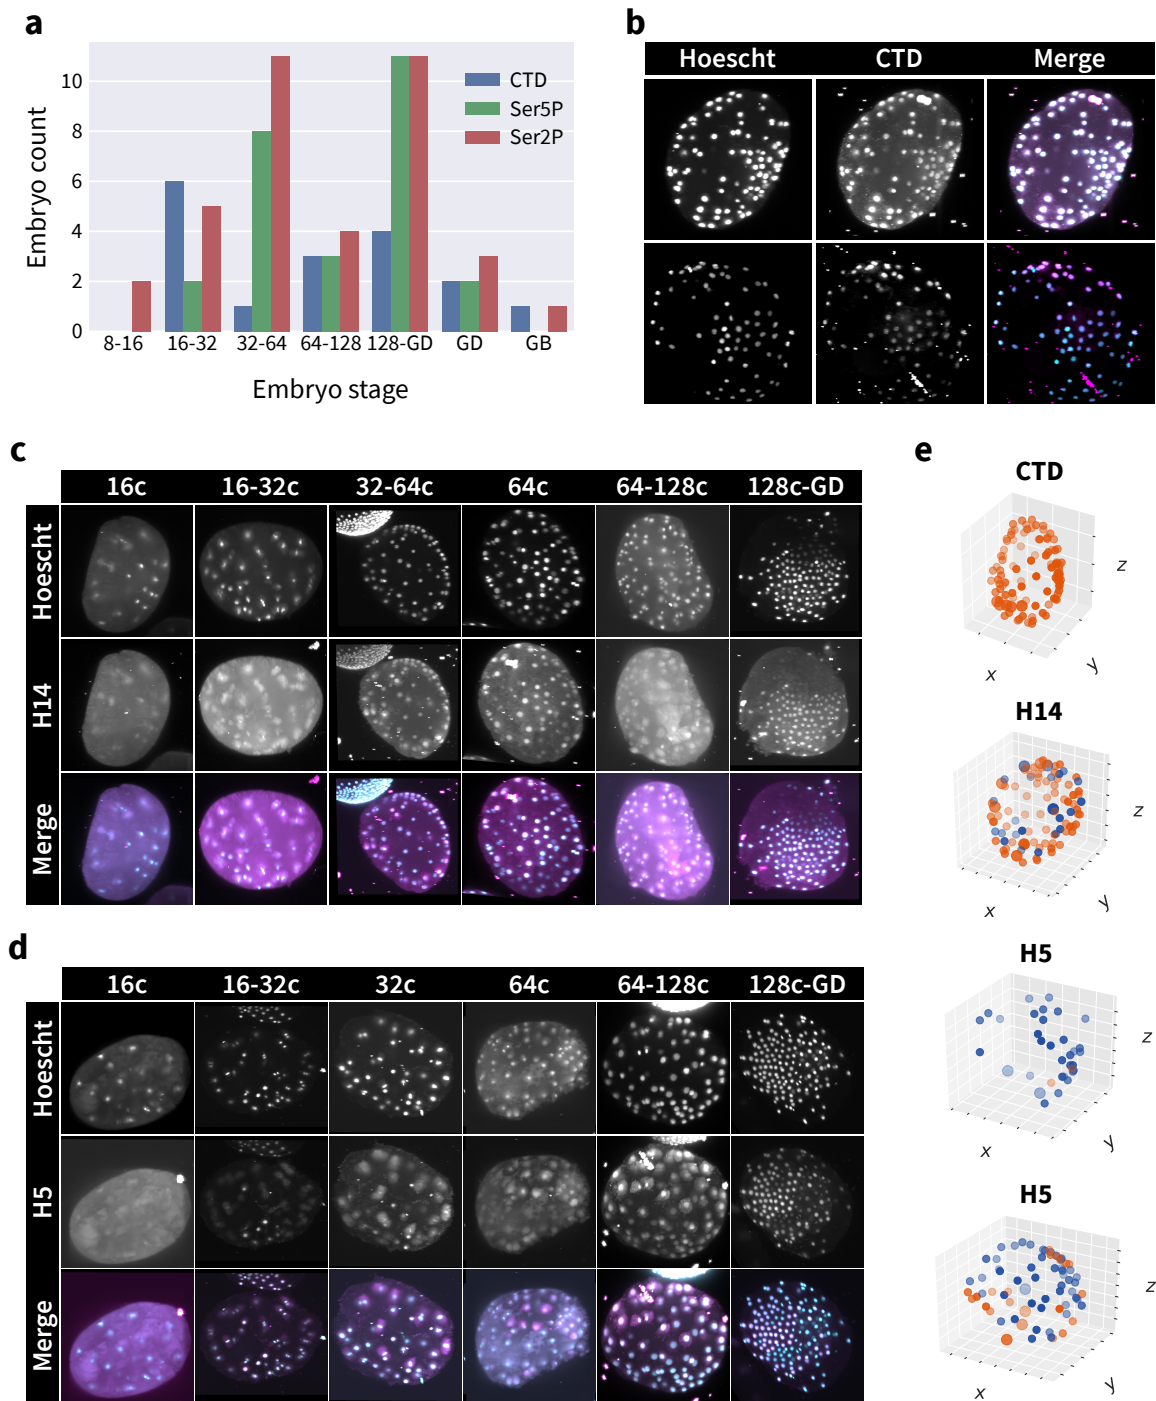 a
Embryo count
10
8
6
4
2
0
CTD
Ser5P
Ser2P
8-16 16-32 32-64 64-128 128-GD GD GB
Embryo stage
b
Hoescht CTD Merge
c
16c 16-32c 32-64c 64c 64-128c 128c-GD
Hoescht
H14
Merge
d
16c 16-32c 32c 64c 64-128c 128c-GD
Hoescht
H5
Merge
e
CTD
z
y
x
H14
z
y
x
H5
z
y
x
H5
z
y
x